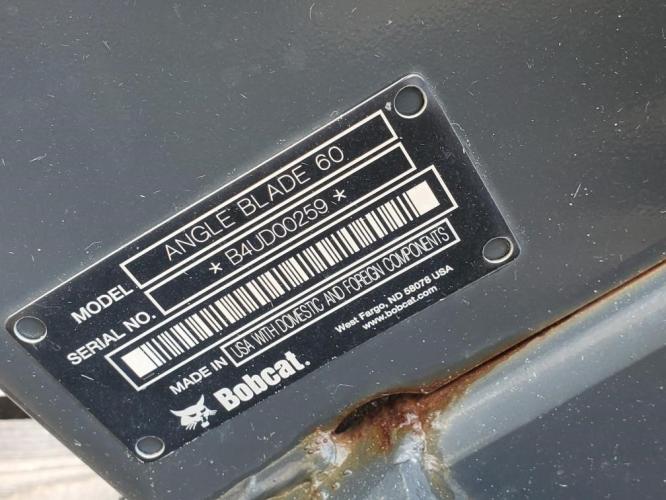 MODEL ANGLE BLADE 60
SERIAL NO. * B4UD00259 *
MADE IN USA WITH DOMESTIC AND FOREIGN COMPONENTS
Bobcat.
West Fargo, ND 58078 USA
www.bobcat.com